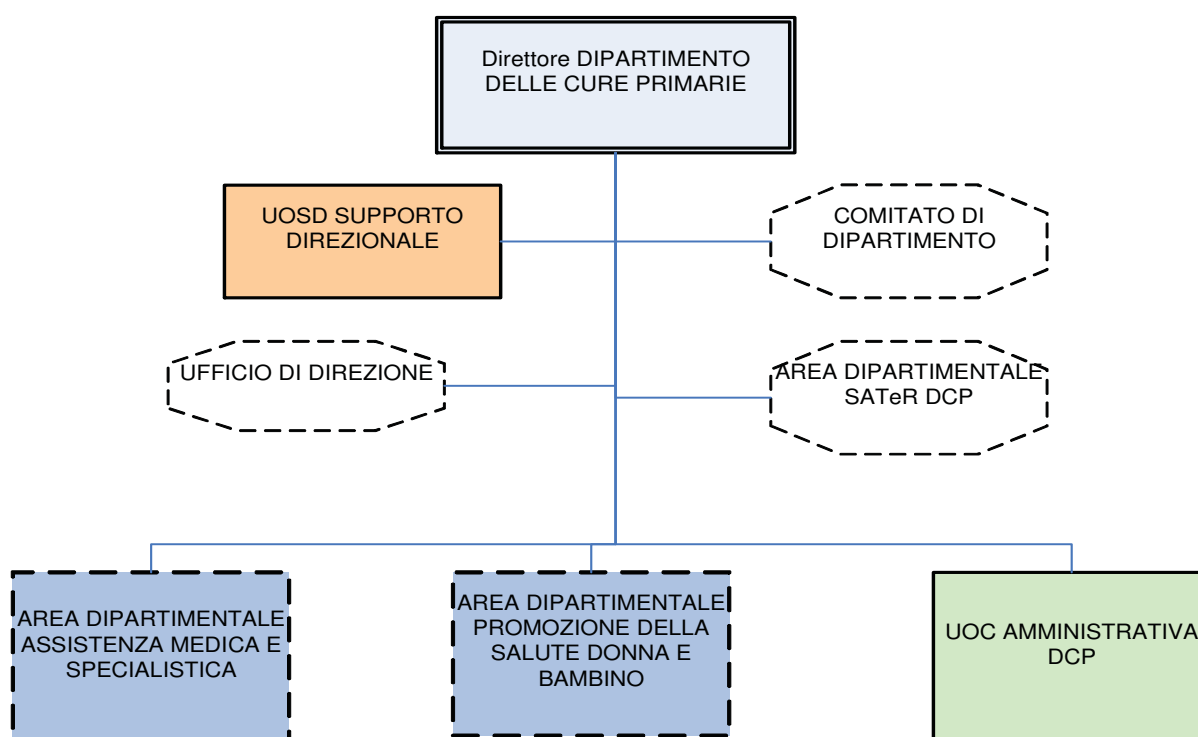 Direttore DIPARTIMENTO
DELLE CURE PRIMARIE
UOSD SUPPORTO
DIREZIONALE
COMITATO DI
DIPARTIMENTO
UFFICIO DI DIREZIONE
AREA DIPARTIMENTALE
SATeR DCP
AREA DIPARTIMENTALE
ASSISTENZA MEDICA E
SPECIALISTICA
AREA DIPARTIMENTALE
PROMOZIONE DELLA
SALUTE DONNA E
BAMBINO
UOC AMMINISTRATIVA
DCP